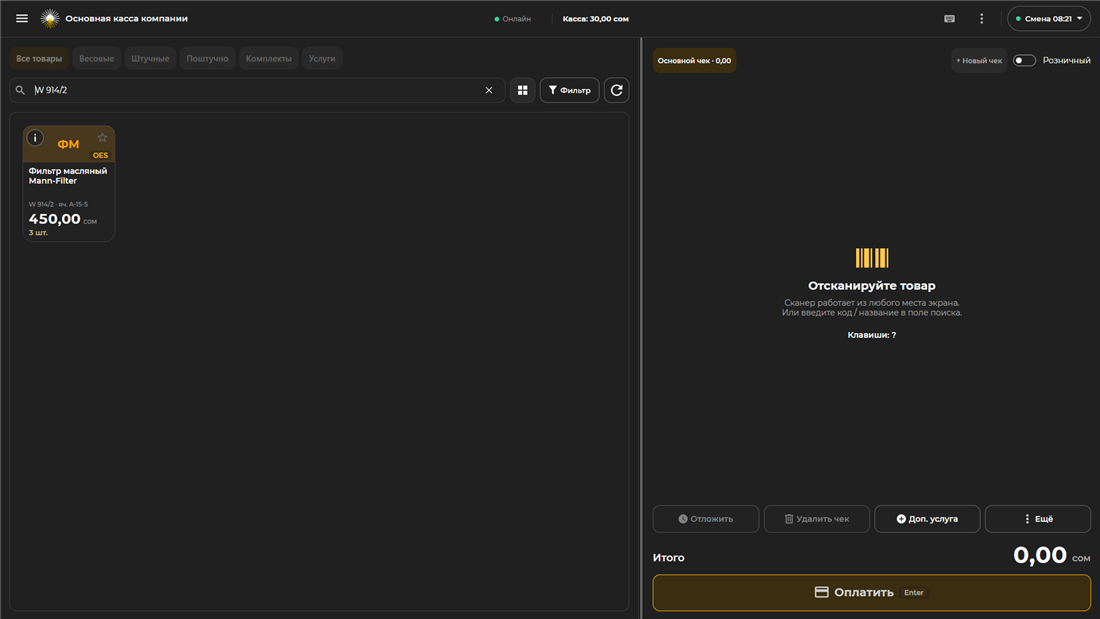 Основная касса компании
Онлайн
Касса: 30,00 сом
Смена 08:21
Все товары
Весовые
Штучные
Поштучно
Комплекты
Услуги
W 914/2
Фильтр
ФМ
OES
Фильтр масляный
Mann-Filter
W 914/2 · яч. A-15-5
450,00 сом
3 шт.
Основной чек · 0,00
+ Новый чек
Розничный
Отсканируйте товар
Сканер работает из любого места экрана.
Или введите код / название в поле поиска.
Клавиши: ?
Отложить
Удалить чек
Доп. услуга
Ещё
Итого
0,00 сом
Оплатить Enter